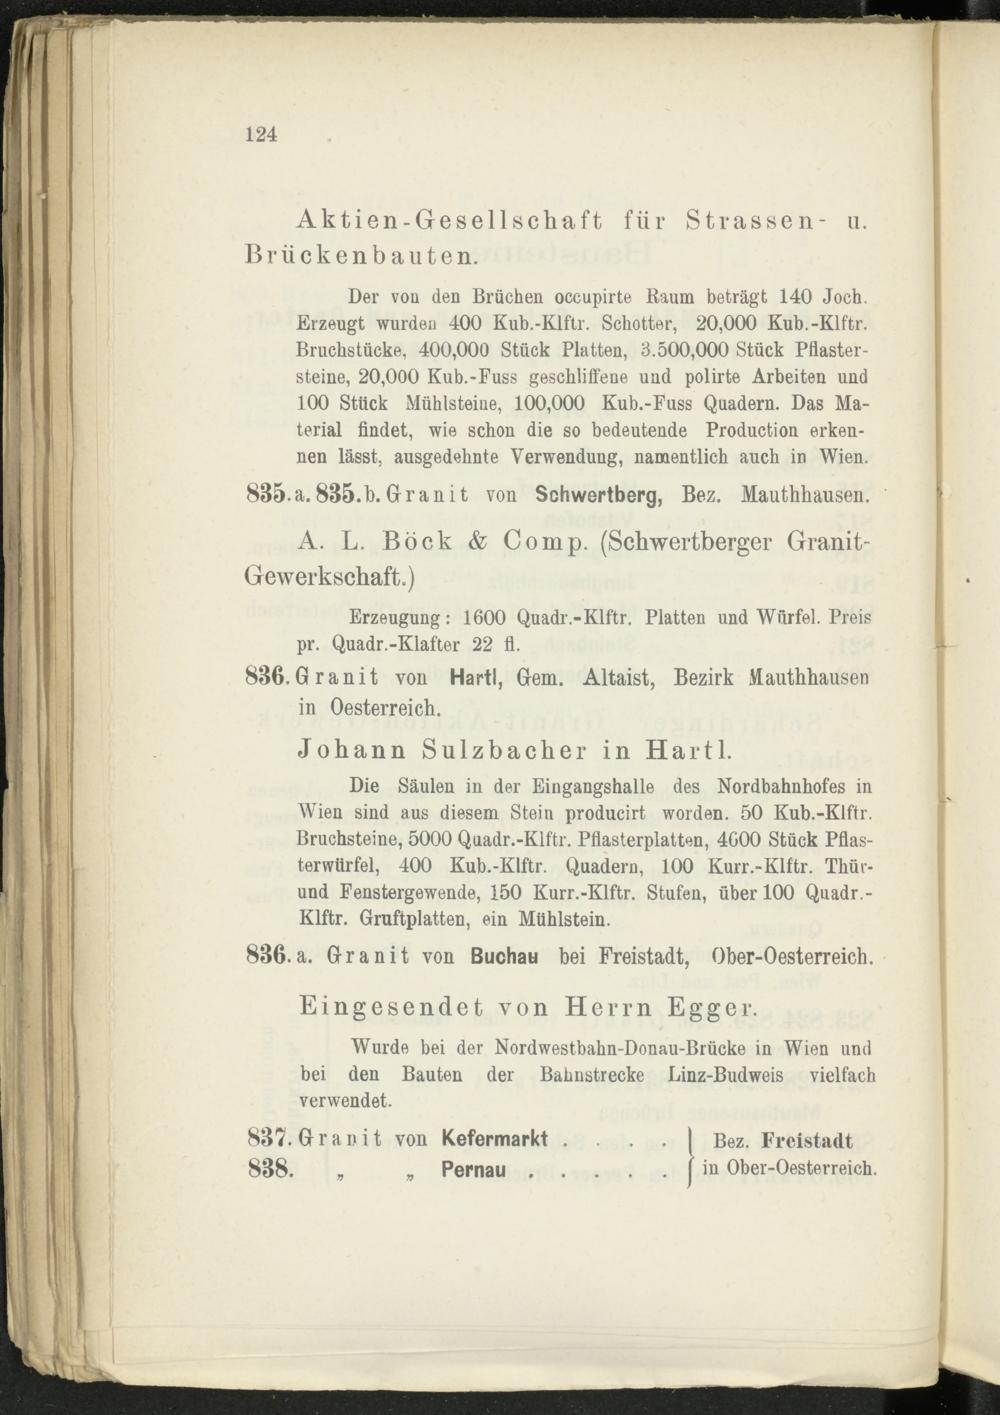 124
Aktien-Gesellschaft für Strassen- u.
Brückenbauten.
Der von den Brüchen occupirte Raum beträgt 140 Joch.
Erzeugt wurden 400 Kub.-Klftr. Schotter, 20,000 Kub.-Klftr.
Bruchstücke, 400,000 Stück Platten, 3.500,000 Stück Pflaster-
steine, 20,000 Kub.-Fuss geschliffene und polirte Arbeiten und
100 Stück Mühlsteine, 100,000 Kub.-Fuss Quadern. Das Ma-
terial findet, wie schon die so bedeutende Production erken-
nen lässt, ausgedehnte Verwendung, namentlich auch in Wien.
835.a. 835.b. Granit von Schwertberg, Bez. Mauthhausen.
A. L. Böck & Comp. (Schwertberger Granit-
Gewerkschaft.)
Erzeugung: 1600 Quadr.-Klftr. Platten und Würfel. Preis
pr. Quadr.-Klafter 22 fl.
836. Granit von Hartl, Gem. Altaist, Bezirk Mauthhausen
in Oesterreich.
Johann Sulzbacher in Hartl.
Die Säulen in der Eingangshalle des Nordbahnhofes in
Wien sind aus diesem Stein producirt worden. 50 Kub.-Klftr.
Bruchsteine, 5000 Quadr.-Klftr. Pflasterplatten, 4600 Stück Pflas-
terwürfel, 400 Kub.-Klftr. Quadern, 100 Kurr.-Klftr. Thür-
und Fenstergewende, 150 Kurr.-Klftr. Stufen, über 100 Quadr.-
Klftr. Gruftplatten, ein Mühlstein.
836. a. Granit von Buchau bei Freistadt, Ober-Oesterreich.
Eingesendet von Herrn Egger.
Wurde bei der Nordwestbahn-Donau-Brücke in Wien und
bei den Bauten der Bahnstrecke Linz-Budweis vielfach
verwendet.
837. Granit von Kefermarkt . . . . } Bez. Freistadt
838. „ „ Pernau . . . . . } in Ober-Oesterreich.